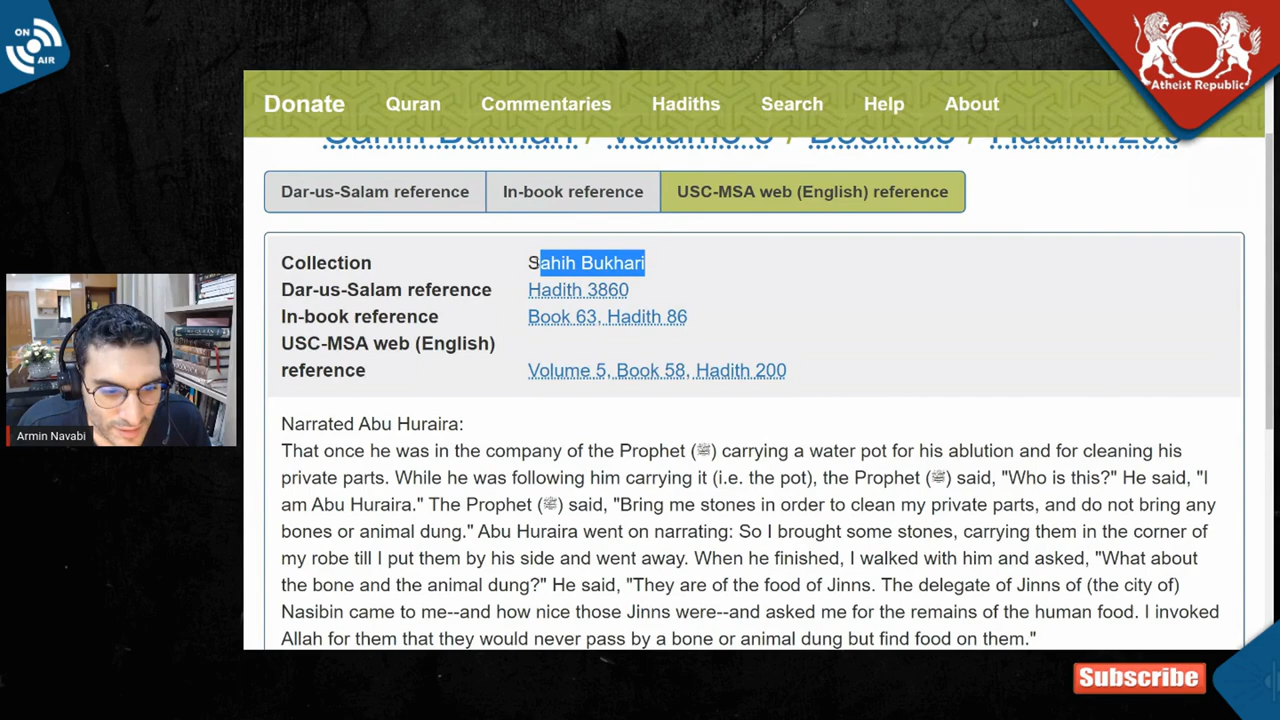 ON
AIR
Atheist Republic
Donate Quran Commentaries Hadiths Search Help About
Sahih Bukhari / Volume 5 / Book 58 / Hadith 200
Dar-us-Salam reference In-book reference USC-MSA web (English) reference
Collection Sahih Bukhari
Dar-us-Salam reference Hadith 3860
In-book reference Book 63, Hadith 86
USC-MSA web (English)
reference Volume 5, Book 58, Hadith 200
Narrated Abu Huraira:
That once he was in the company of the Prophet (ﷺ) carrying a water pot for his ablution and for cleaning his
private parts. While he was following him carrying it (i.e. the pot), the Prophet (ﷺ) said, "Who is this?" He said, "I
am Abu Huraira." The Prophet (ﷺ) said, "Bring me stones in order to clean my private parts, and do not bring any
bones or animal dung." Abu Huraira went on narrating: So I brought some stones, carrying them in the corner of
my robe till I put them by his side and went away. When he finished, I walked with him and asked, "What about
the bone and the animal dung?" He said, "They are of the food of Jinns. The delegate of Jinns of (the city of)
Nasibin came to me--and how nice those Jinns were--and asked me for the remains of the human food. I invoked
Allah for them that they would never pass by a bone or animal dung but find food on them."
Armin Navabi
Subscribe